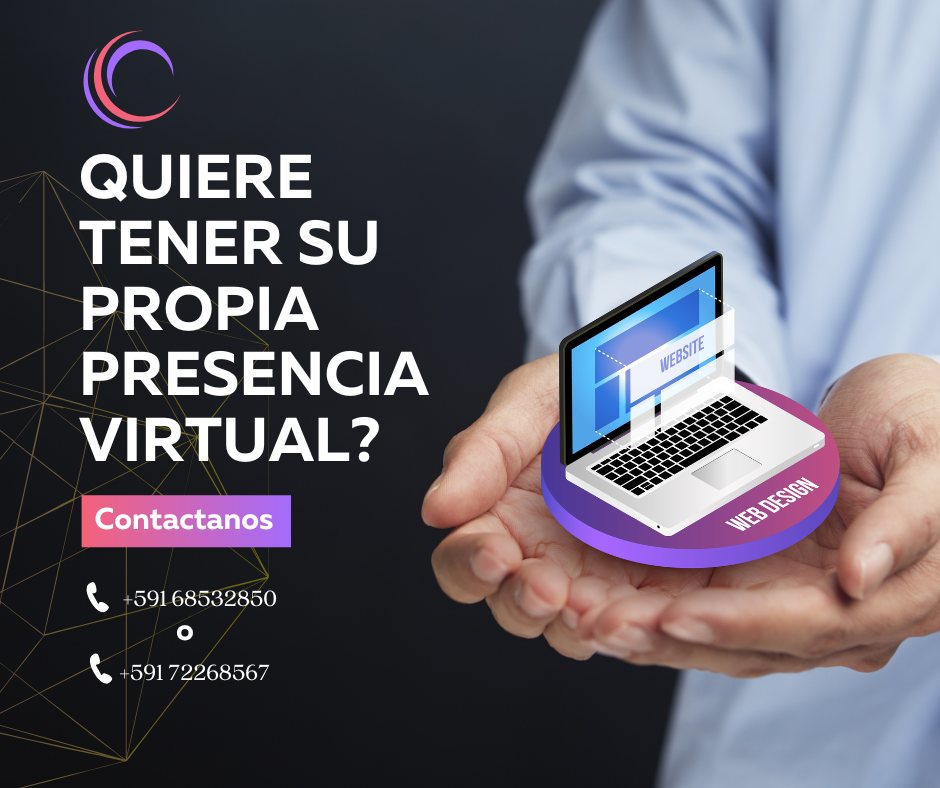 QUIERE
TENER SU
PROPIA
PRESENCIA
VIRTUAL?
Contactanos
+591 68532850
o
+591 72268567
WEBSITE
WEB DESIGN